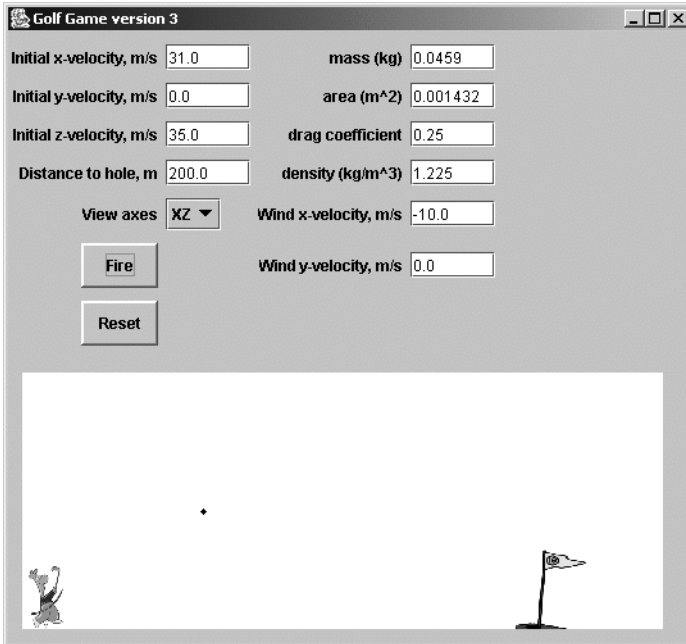 Golf Game version 3
Initial x-velocity, m/s 31.0 mass (kg) 0.0459
Initial y-velocity, m/s 0.0 area (m^2) 0.001432
Initial z-velocity, m/s 35.0 drag coefficient 0.25
Distance to hole, m 200.0 density (kg/m^3) 1.225
View axes XZ Wind x-velocity, m/s -10.0
Fire Wind y-velocity, m/s 0.0
Reset